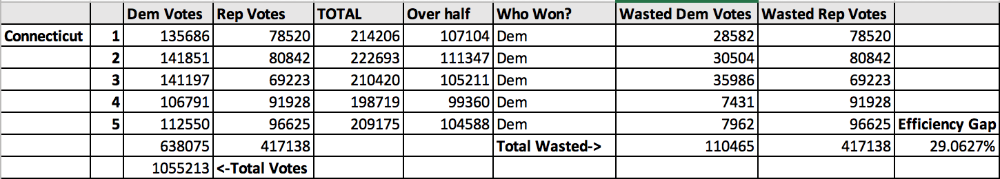 Dem Votes Rep Votes TOTAL Over half Who Won? Wasted Dem Votes Wasted Rep Votes
Connecticut 1 135686 78520 214206 107104 Dem 28582 78520
2 141851 80842 222693 111347 Dem 30504 80842
3 141197 69223 210420 105211 Dem 35986 69223
4 106791 91928 198719 99360 Dem 7431 91928
5 112550 96625 209175 104588 Dem 7962 96625 Efficiency Gap
638075 417138 Total Wasted-> 110465 417138 29.0627%
1055213 <-Total Votes